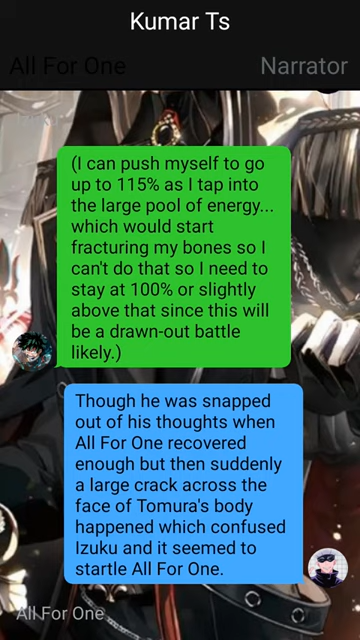 Kumar Ts
All For One
Narrator
(I can push myself to go
up to 115% as I tap into
the large pool of energy...
which would start
fracturing my bones so I
can't do that so I need to
stay at 100% or slightly
above that since this will
be a drawn-out battle
likely.)
Though he was snapped
out of his thoughts when
All For One recovered
enough but then suddenly
a large crack across the
face of Tomura's body
happened which confused
Izuku and it seemed to
startle All For One.
All For One